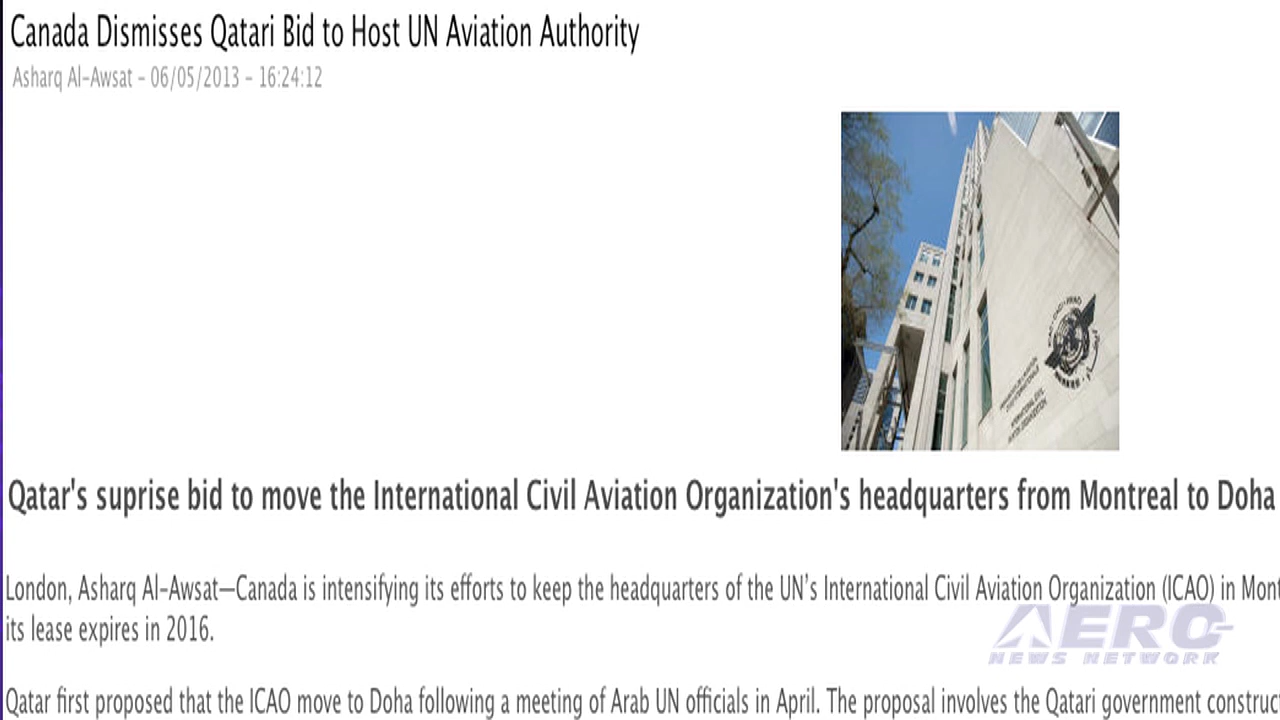 Canada Dismisses Qatari Bid to Host UN Aviation Authority
Asharq Al-Awsat – 06/05/2013 – 16:24:12
Qatar's suprise bid to move the International Civil Aviation Organization's headquarters from Montreal to Doha
London, Asharq Al-Awsat—Canada is intensifying its efforts to keep the headquarters of the UN's International Civil Aviation Organization (ICAO) in Mont
its lease expires in 2016.
AERO
NEWS NETWORK
Qatar first proposed that the ICAO move to Doha following a meeting of Arab UN officials in April. The proposal involves the Qatari government construc